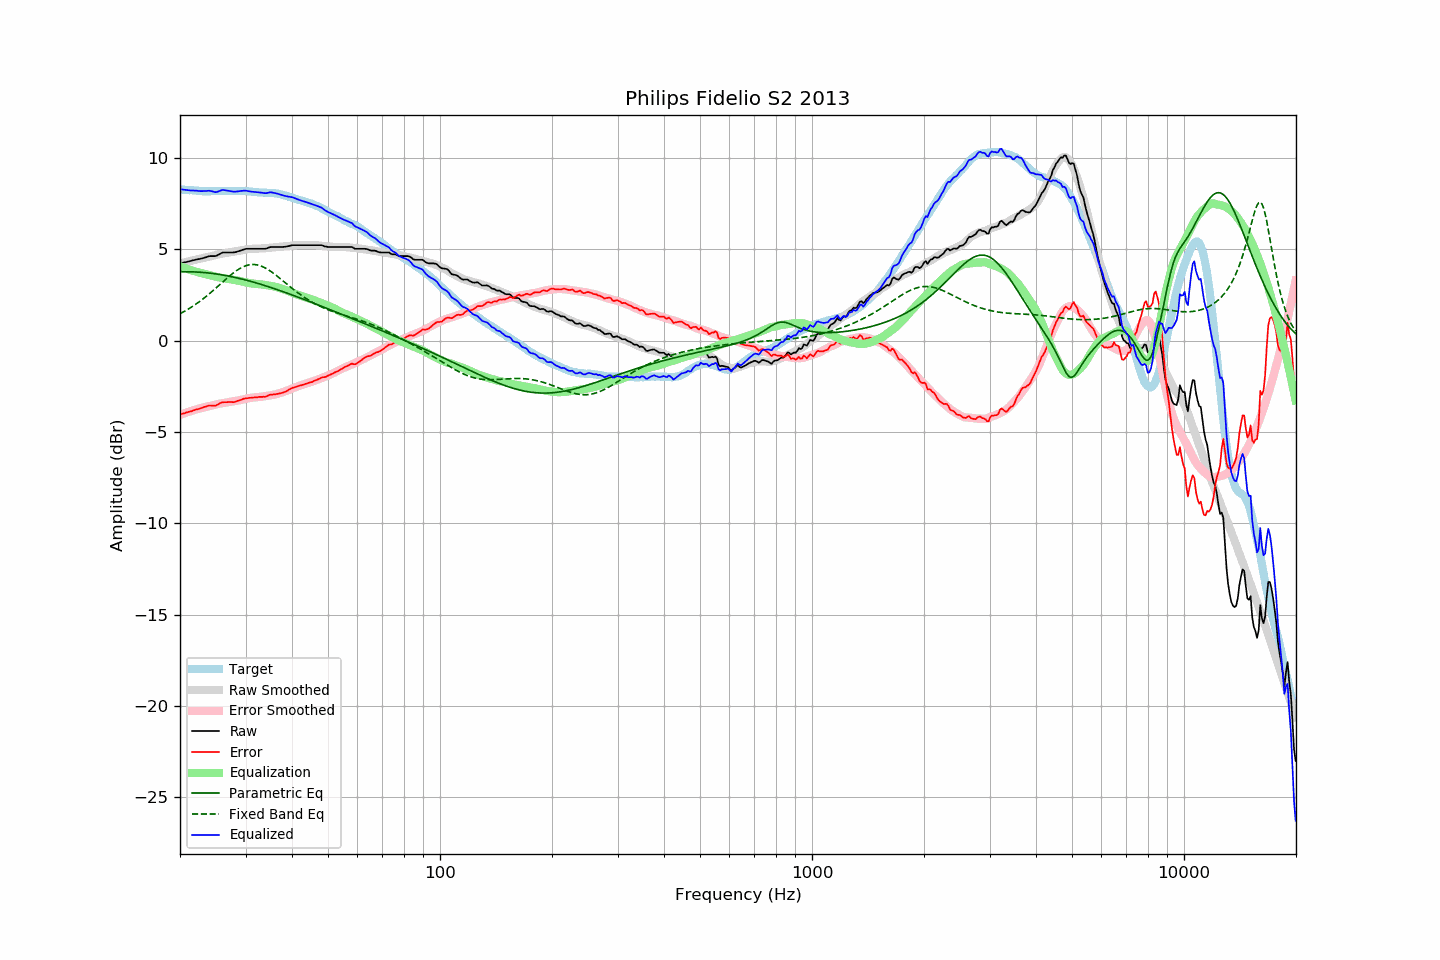 Philips Fidelio S2 2013
Amplitude (dBr)
10
5
0
−5
−10
−15
−20
−25
Target
Raw Smoothed
Error Smoothed
Raw
Error
Equalization
Parametric Eq
Fixed Band Eq
Equalized
100
1000
10000
Frequency (Hz)